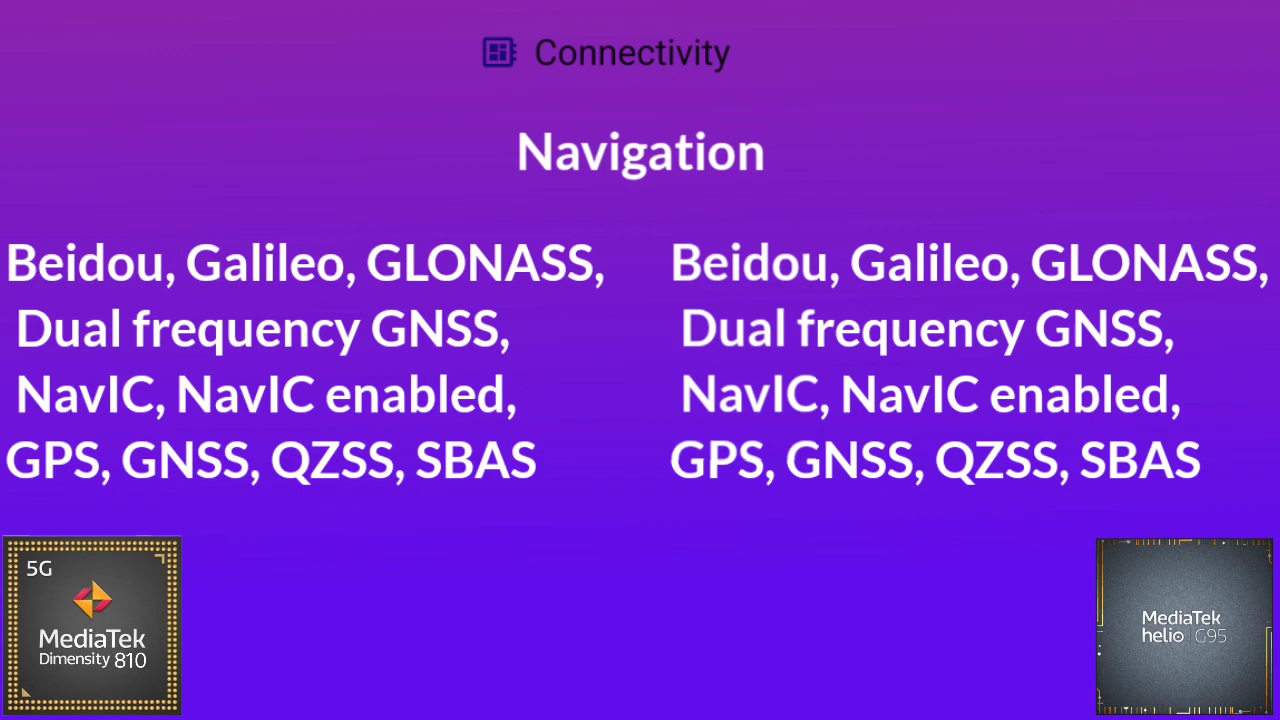 Connectivity
Navigation
Beidou, Galileo, GLONASS,
Dual frequency GNSS,
NavIC, NavIC enabled,
GPS, GNSS, QZSS, SBAS
Beidou, Galileo, GLONASS,
Dual frequency GNSS,
NavIC, NavIC enabled,
GPS, GNSS, QZSS, SBAS
5G
MediaTek
Dimensity 810
MediaTek
helio G95